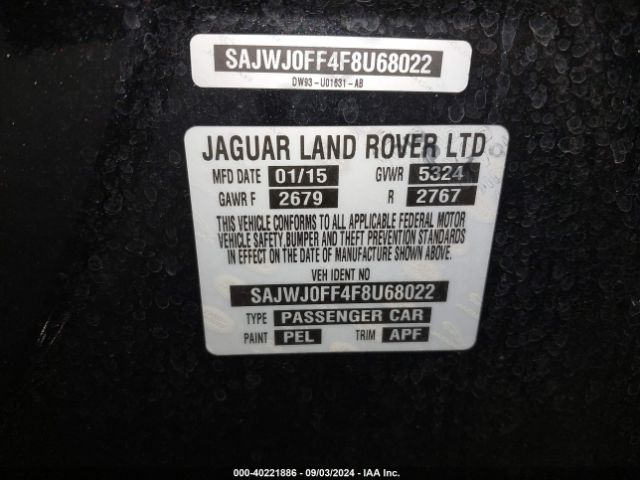 SAJWJ0FF4F8U68022
DW93-U01631-AB
JAGUAR LAND ROVER LTD
MFD DATE 01/15 GVWR 5324
GAWR F 2679 R 2767
THIS VEHICLE CONFORMS TO ALL APPLICABLE FEDERAL MOTOR
VEHICLE SAFETY,BUMPER AND THEFT PREVENTION STANDARDS
IN EFFECT ON THE DATE OF MANUFACTURE SHOWN ABOVE.
VEH IDENT NO
SAJWJ0FF4F8U68022
TYPE PASSENGER CAR
PAINT PEL TRIM APF
000-40221886 - 09/03/2024 - IAA Inc.